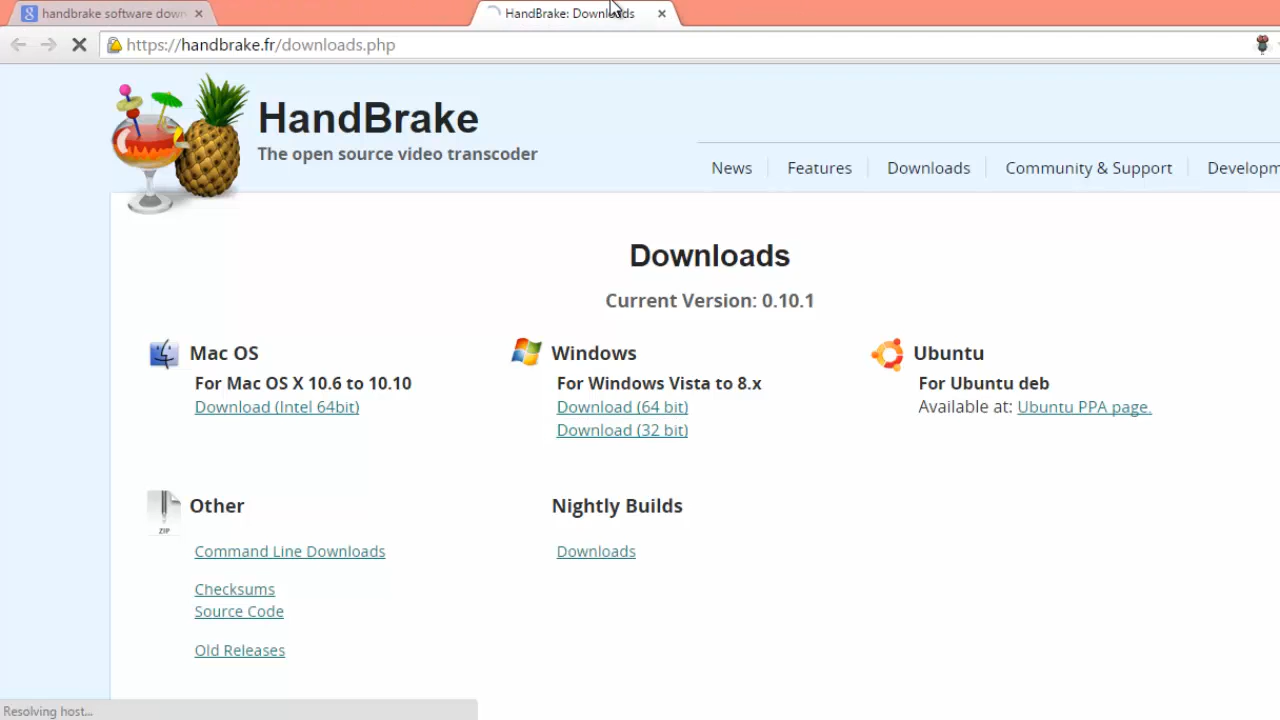 handbrake software down
HandBrake: Downloads
https://handbrake.fr/downloads.php
HandBrake
The open source video transcoder
News
Features
Downloads
Community & Support
Developm
Downloads
Current Version: 0.10.1
Mac OS
For Mac OS X 10.6 to 10.10
Download (Intel 64bit)
Windows
For Windows Vista to 8.x
Download (64 bit)
Download (32 bit)
Ubuntu
For Ubuntu deb
Available at: Ubuntu PPA page.
ZIP
Other
Command Line Downloads
Checksums
Source Code
Old Releases
Nightly Builds
Downloads
Resolving host...